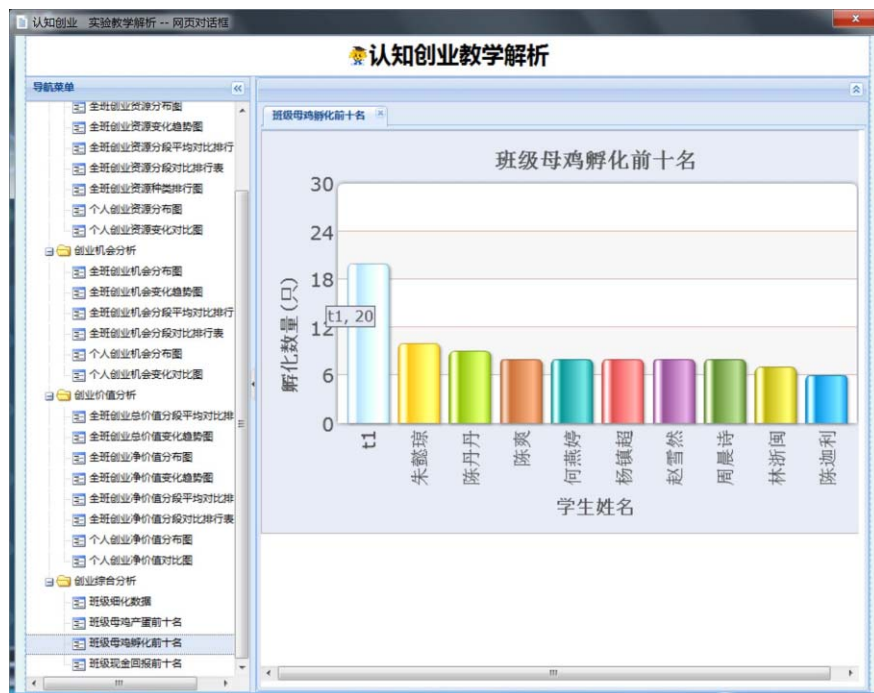 认知创业 实验教学解析 -- 网页对话框
认知创业教学解析
导航菜单
全班创业资源分布图
全班创业资源变化趋势图
全班创业资源分段平均对比排行
全班创业资源分段对比排行表
全班创业资源种类排行图
个人创业资源分布图
个人创业资源变化对比图
创业机会分析
全班创业机会分布图
全班创业机会变化趋势图
全班创业机会分段平均对比排行
全班创业机会分段对比排行表
个人创业机会分布图
个人创业机会变化对比图
创业价值分析
全班创业总价值分段平均对比排
全班创业总价值变化趋势图
全班创业净价值分布图
全班创业净价值变化趋势图
全班创业净价值分段平均对比排
全班创业净价值分段对比排行表
个人创业净价值分布图
个人创业净价值对比图
创业综合分析
班级细化数据
班级母鸡产蛋前十名
班级母鸡孵化前十名
班级现金回报前十名
班级母鸡孵化前十名
班级母鸡孵化前十名
孵化数量(只)
30
24
18
12
6
0
t1, 20
t1
朱懿琼
陈丹丹
陈爽
何燕婷
杨镇超
赵雪然
周晨诗
林浙闽
陈迦利
学生姓名